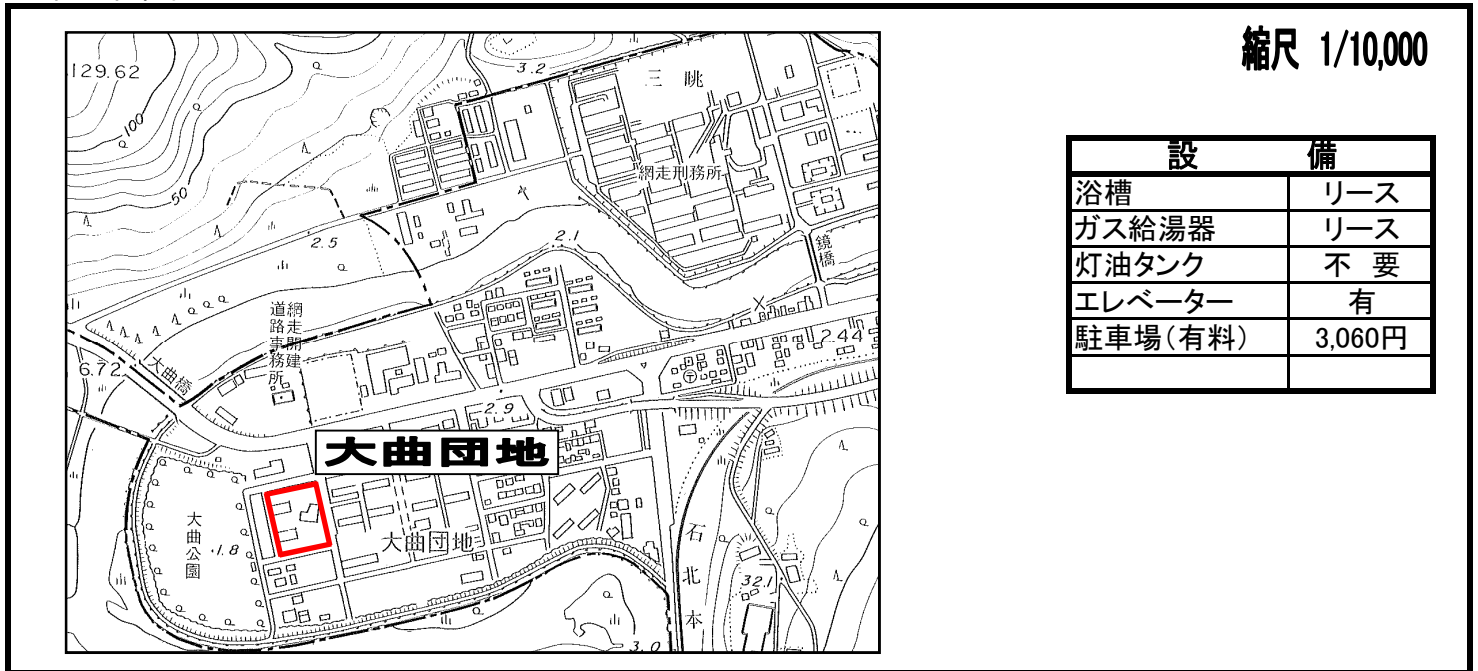 縮尺 1/10,000
129.62
100
50
3.2
三眺
網走刑務所
2.5
2.1
鏡橋
網走開建
道路事務所
大曲橋
6.72
2.44
2.9
大曲団地
大曲公園
1.8
大曲団地
石北本
32.1
3.0
設 備
浴槽 リース
ガス給湯器 リース
灯油タンク 不 要
エレベーター 有
駐車場(有料) 3,060円